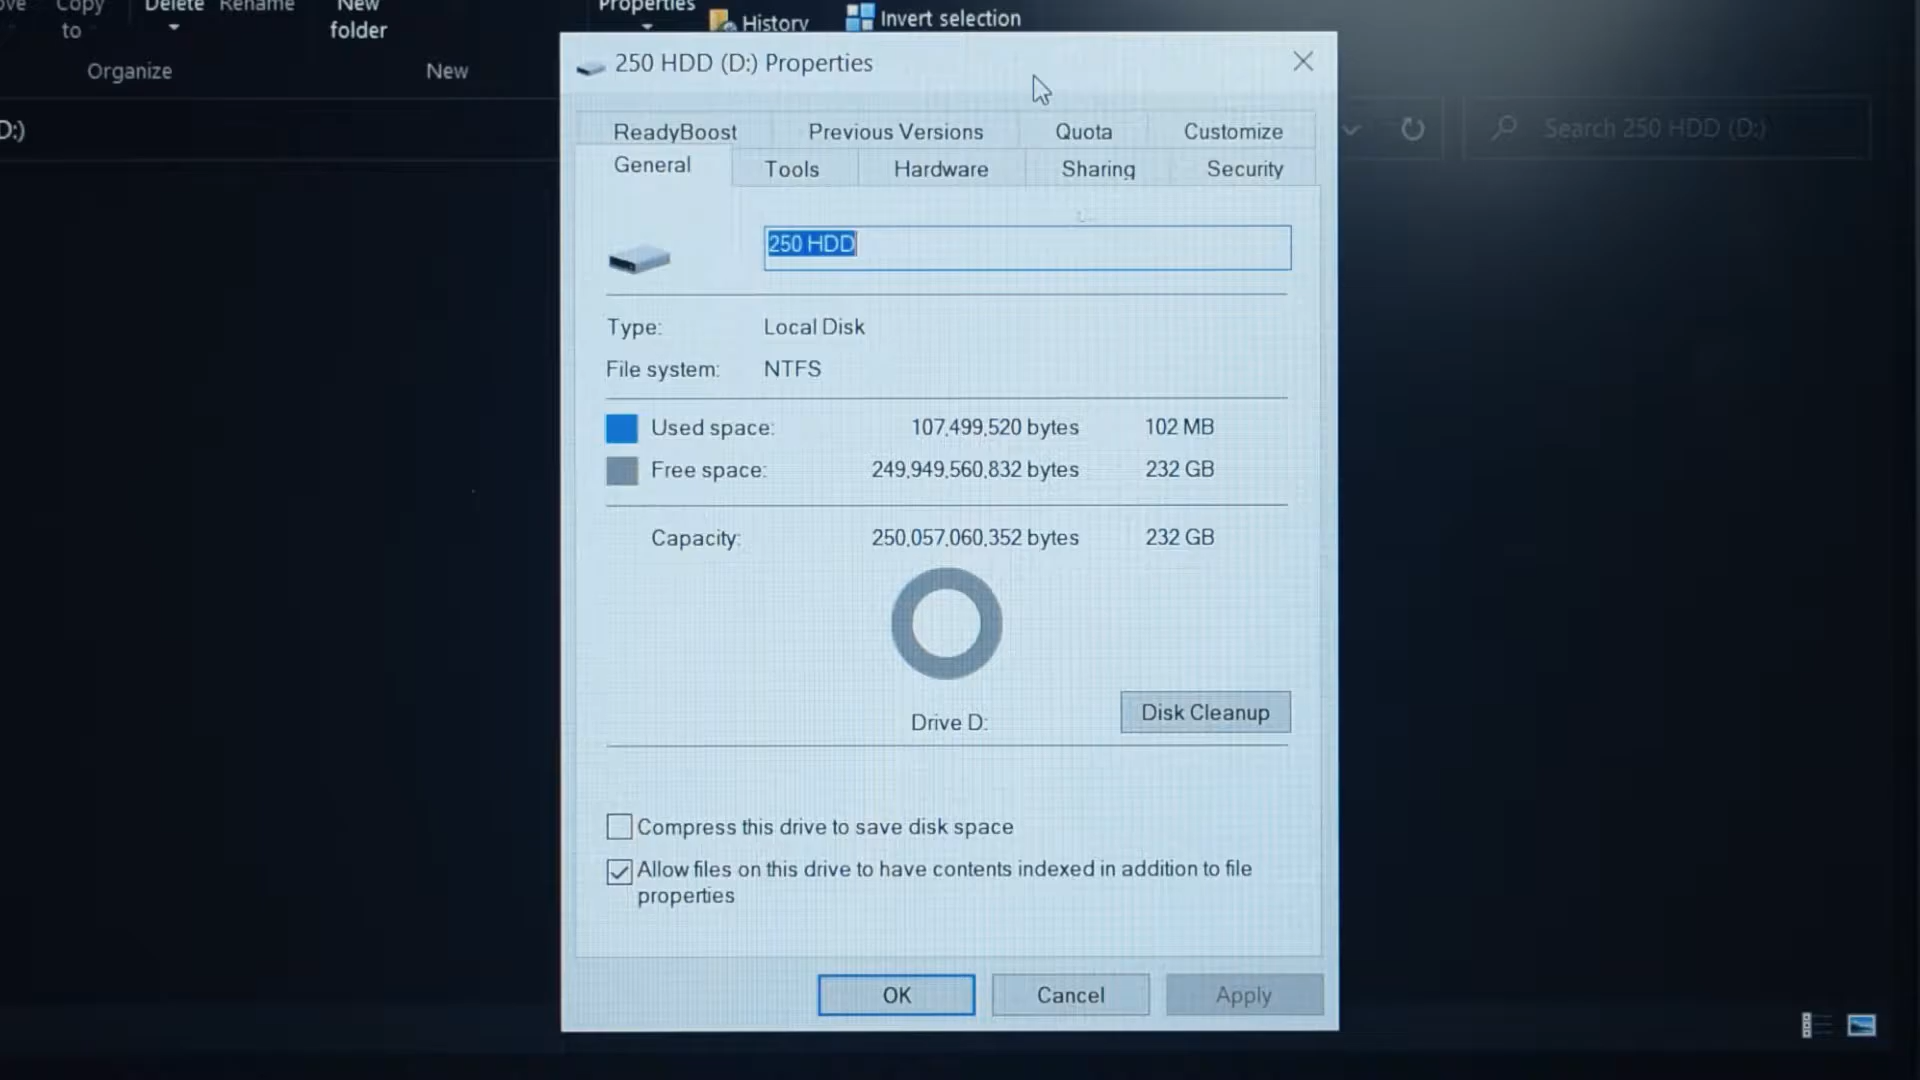 Copy
to
Delete
Rename
New
folder
Properties
History
Invert selection
Organize
New
D:)
Search 250 HDD (D:)
250 HDD (D:) Properties
ReadyBoost
Previous Versions
Quota
Customize
General
Tools
Hardware
Sharing
Security
250 HDD
Type:
Local Disk
File system:
NTFS
Used space:
107,499,520 bytes
102 MB
Free space:
249,949,560,832 bytes
232 GB
Capacity:
250,057,060,352 bytes
232 GB
Drive D:
Disk Cleanup
Compress this drive to save disk space
Allow files on this drive to have contents indexed in addition to file
properties
OK
Cancel
Apply